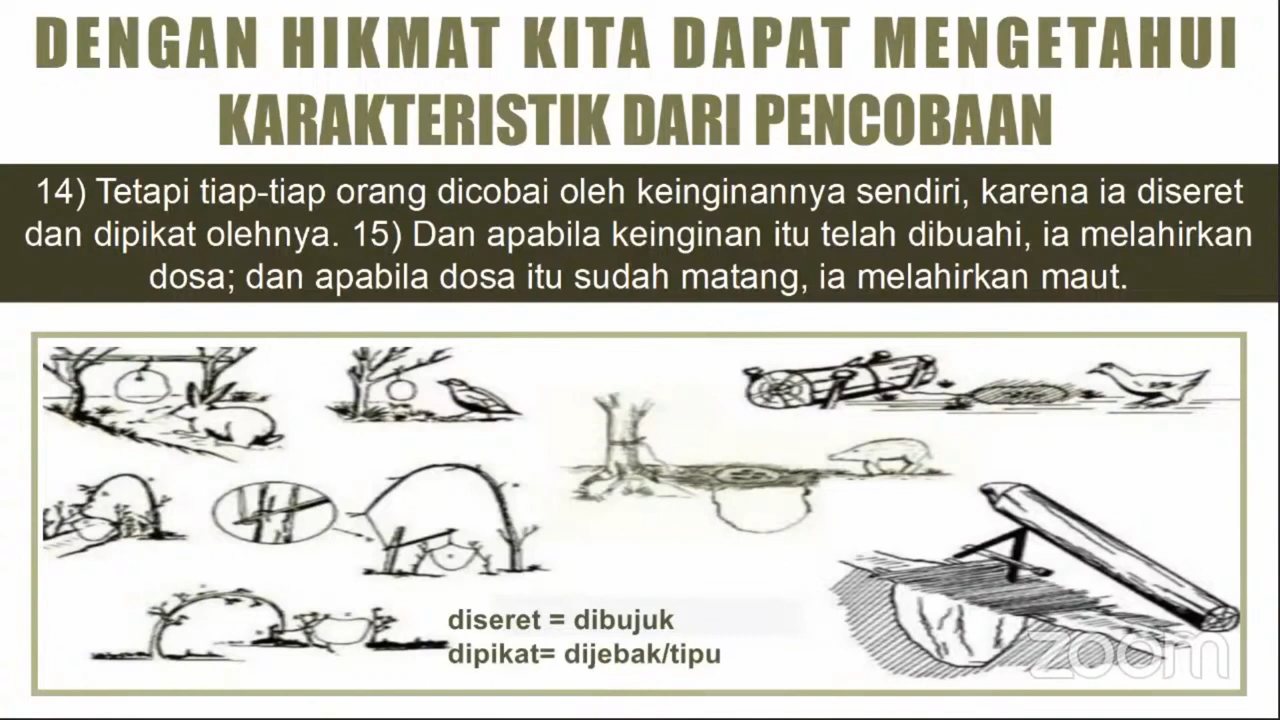 DENGAN HIKMAT KITA DAPAT MENGETAHUI
KARAKTERISTIK DARI PENCOBAAN
14) Tetapi tiap-tiap orang dicobai oleh keinginannya sendiri, karena ia diseret
dan dipikat olehnya. 15) Dan apabila keinginan itu telah dibuahi, ia melahirkan
dosa; dan apabila dosa itu sudah matang, ia melahirkan maut.
diseret = dibujuk
dipikat= dijebak/tipu
zoom